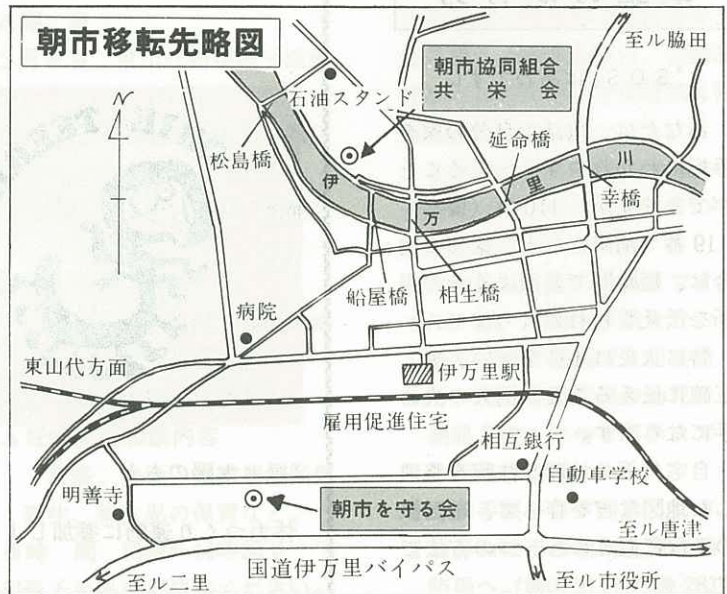 朝市移転先略図
至ル脇田
朝市協同組合
共栄会
石油スタンド
N
延命橋
松島橋
伊万里川
幸橋
船屋橋
相生橋
病院
東山代方面
伊万里駅
雇用促進住宅
相互銀行
自動車学校
明善寺
朝市を守る会
至ル唐津
国道伊万里バイパス
至ル二里
至ル市役所